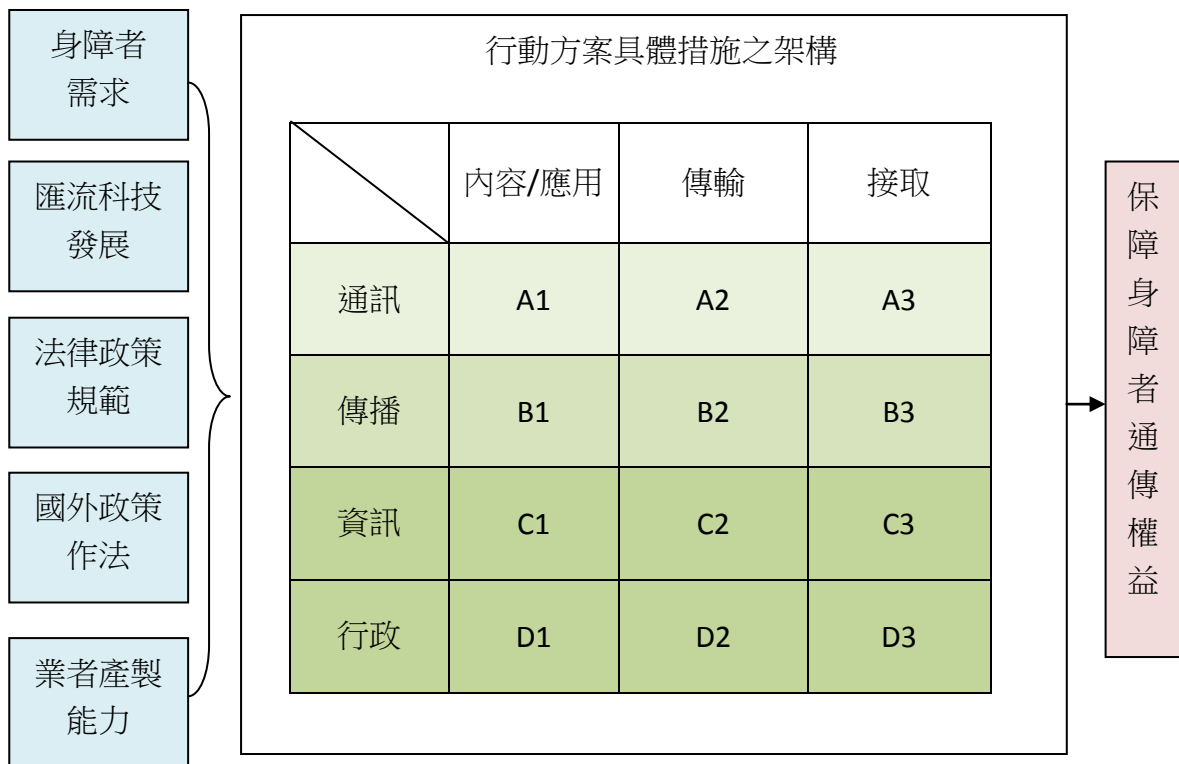 身障者
需求
匯流科技
發展
法律政策
規範
國外政策
作法
業者產製
能力
行動方案具體措施之架構
內容/應用 傳輸 接取
通訊 A1 A2 A3
傳播 B1 B2 B3
資訊 C1 C2 C3
行政 D1 D2 D3
保障身障者通傳權益